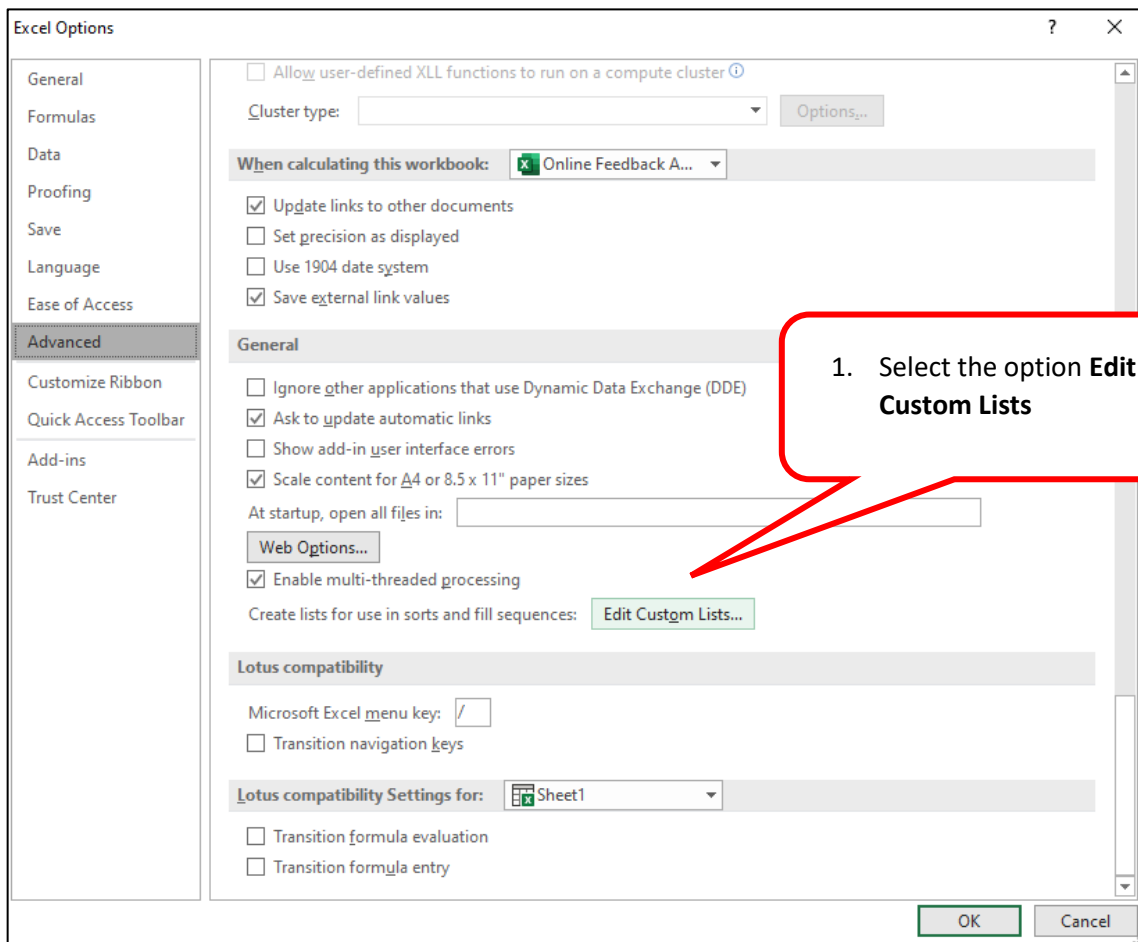 Excel Options
?
General
Formulas
Data
Proofing
Save
Language
Ease of Access
Advanced
Customize Ribbon
Quick Access Toolbar
Add-ins
Trust Center
Allow user-defined XLL functions to run on a compute cluster
Cluster type: Options...
When calculating this workbook: Online Feedback A...
Update links to other documents
Set precision as displayed
Use 1904 date system
Save external link values
General
Ignore other applications that use Dynamic Data Exchange (DDE)
Ask to update automatic links
Show add-in user interface errors
Scale content for A4 or 8.5 x 11" paper sizes
At startup, open all files in:
Web Options...
Enable multi-threaded processing
Create lists for use in sorts and fill sequences: Edit Custom Lists...
Lotus compatibility
Microsoft Excel menu key: /
Transition navigation keys
Lotus compatibility Settings for: Sheet1
Transition formula evaluation
Transition formula entry
1. Select the option Edit
Custom Lists
OK Cancel